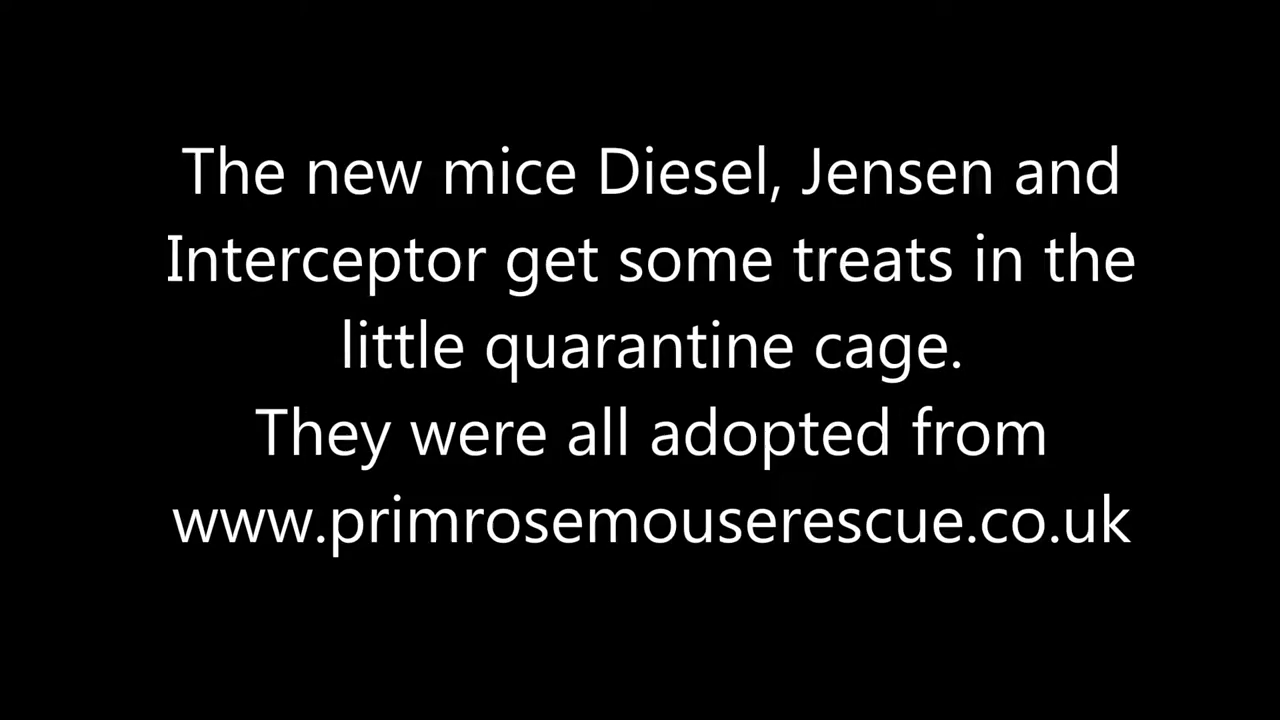 The new mice Diesel, Jensen and
Interceptor get some treats in the
little quarantine cage.
They were all adopted from
www.primrosemouserescue.co.uk